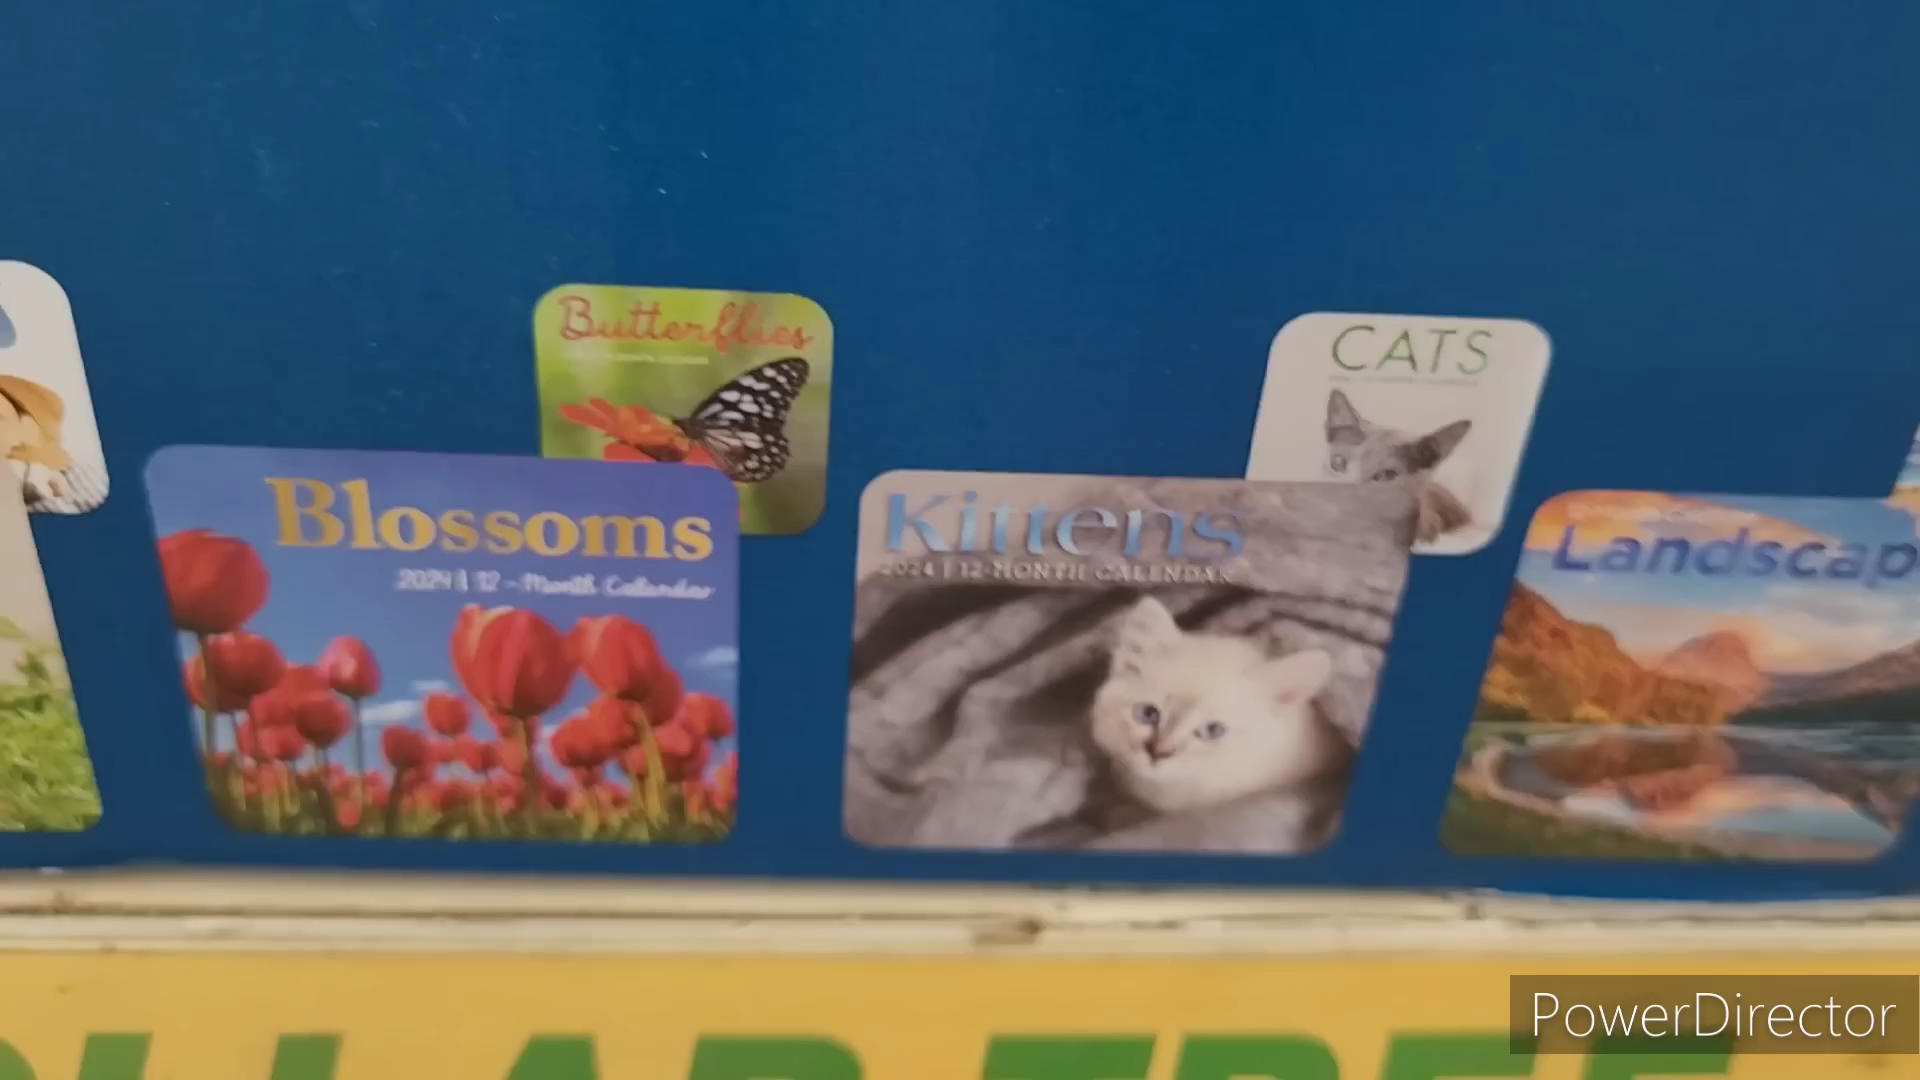 Butterflies
CATS
Blossoms
2024 | 12 - Month Calendar
Kittens
2024 | 12-MONTH CALENDAR
Landscap
PowerDirector